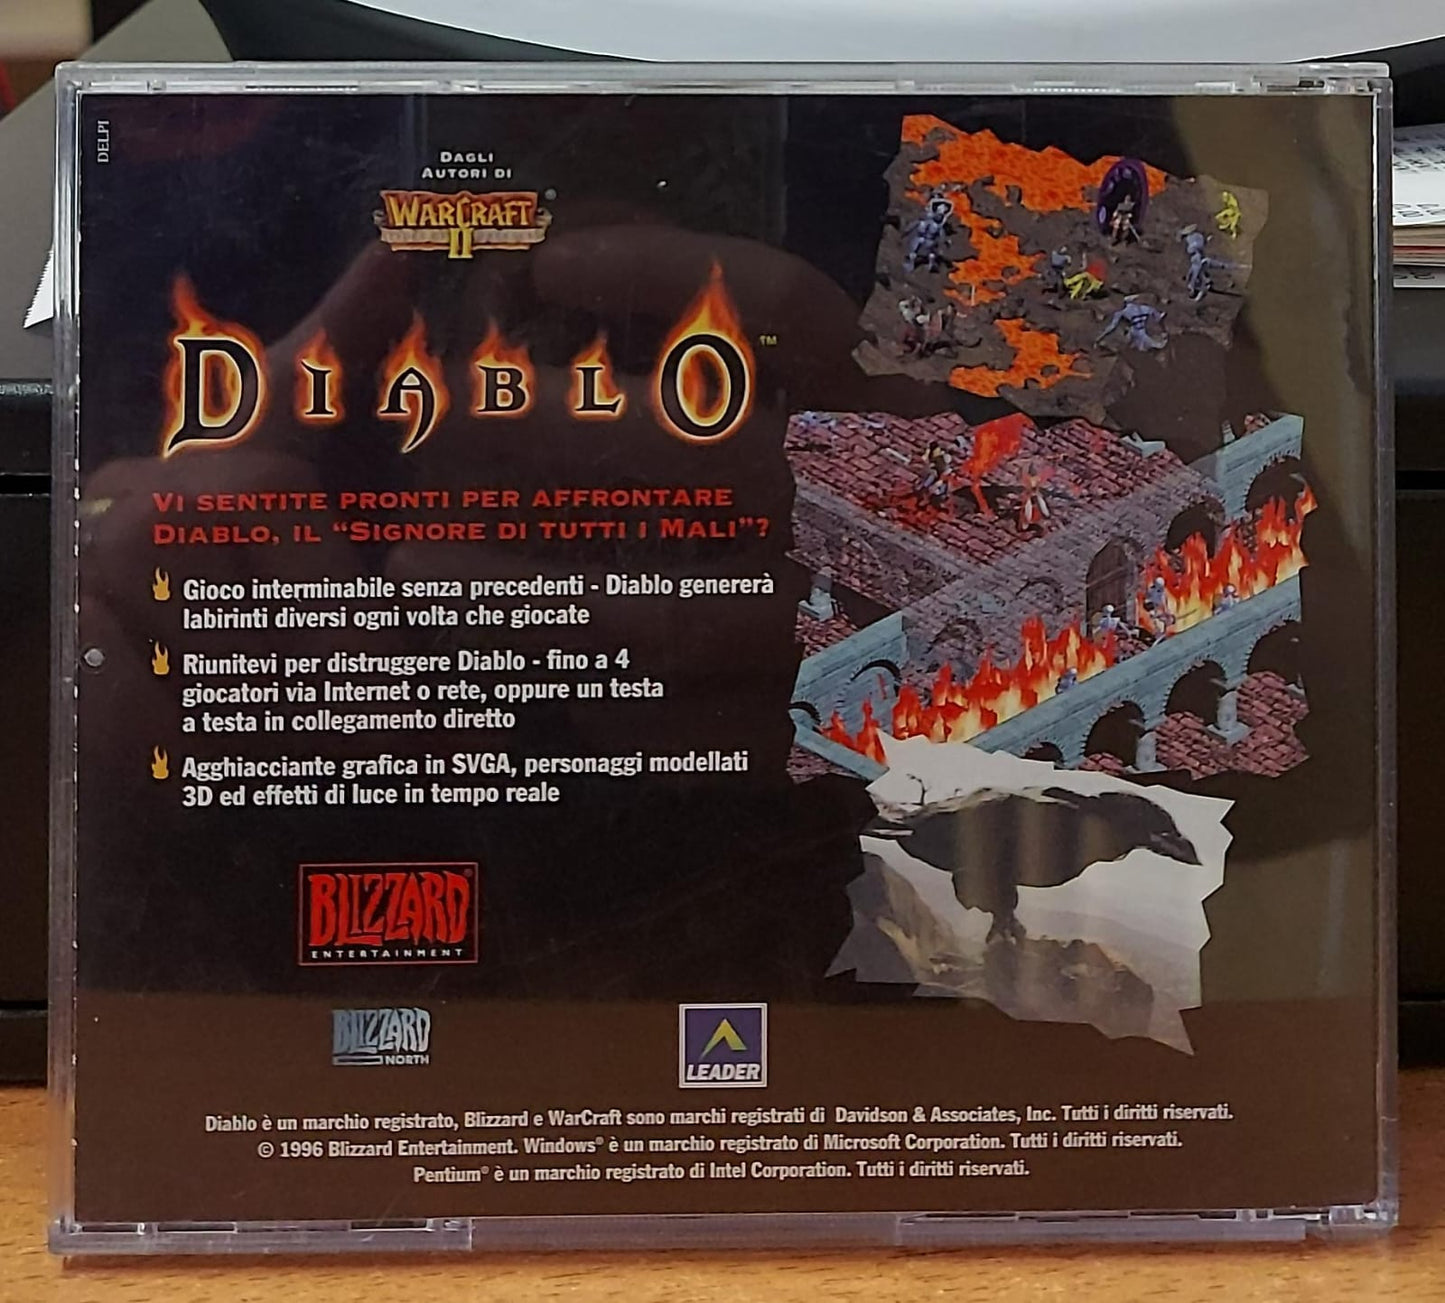 DELPI
DAGLI
AUTORI DI
WARCRAFT
II
DIABLO™
VI SENTITE PRONTI PER AFFRONTARE
DIABLO, IL “SIGNORE DI TUTTI I MALI”?
Gioco interminabile senza precedenti - Diablo genererà
labirinti diversi ogni volta che giocate
Riunitevi per distruggere Diablo - fino a 4
giocatori via Internet o rete, oppure un testa
a testa in collegamento diretto
Agghiacciante grafica in SVGA, personaggi modellati
3D ed effetti di luce in tempo reale
BLIZZARD®
ENTERTAINMENT
BLIZZARD
NORTH
LEADER
Diablo è un marchio registrato, Blizzard e WarCraft sono marchi registrati di Davidson & Associates, Inc. Tutti i diritti riservati.
© 1996 Blizzard Entertainment. Windows® è un marchio registrato di Microsoft Corporation. Tutti i diritti riservati.
Pentium® è un marchio registrato di Intel Corporation. Tutti i diritti riservati.